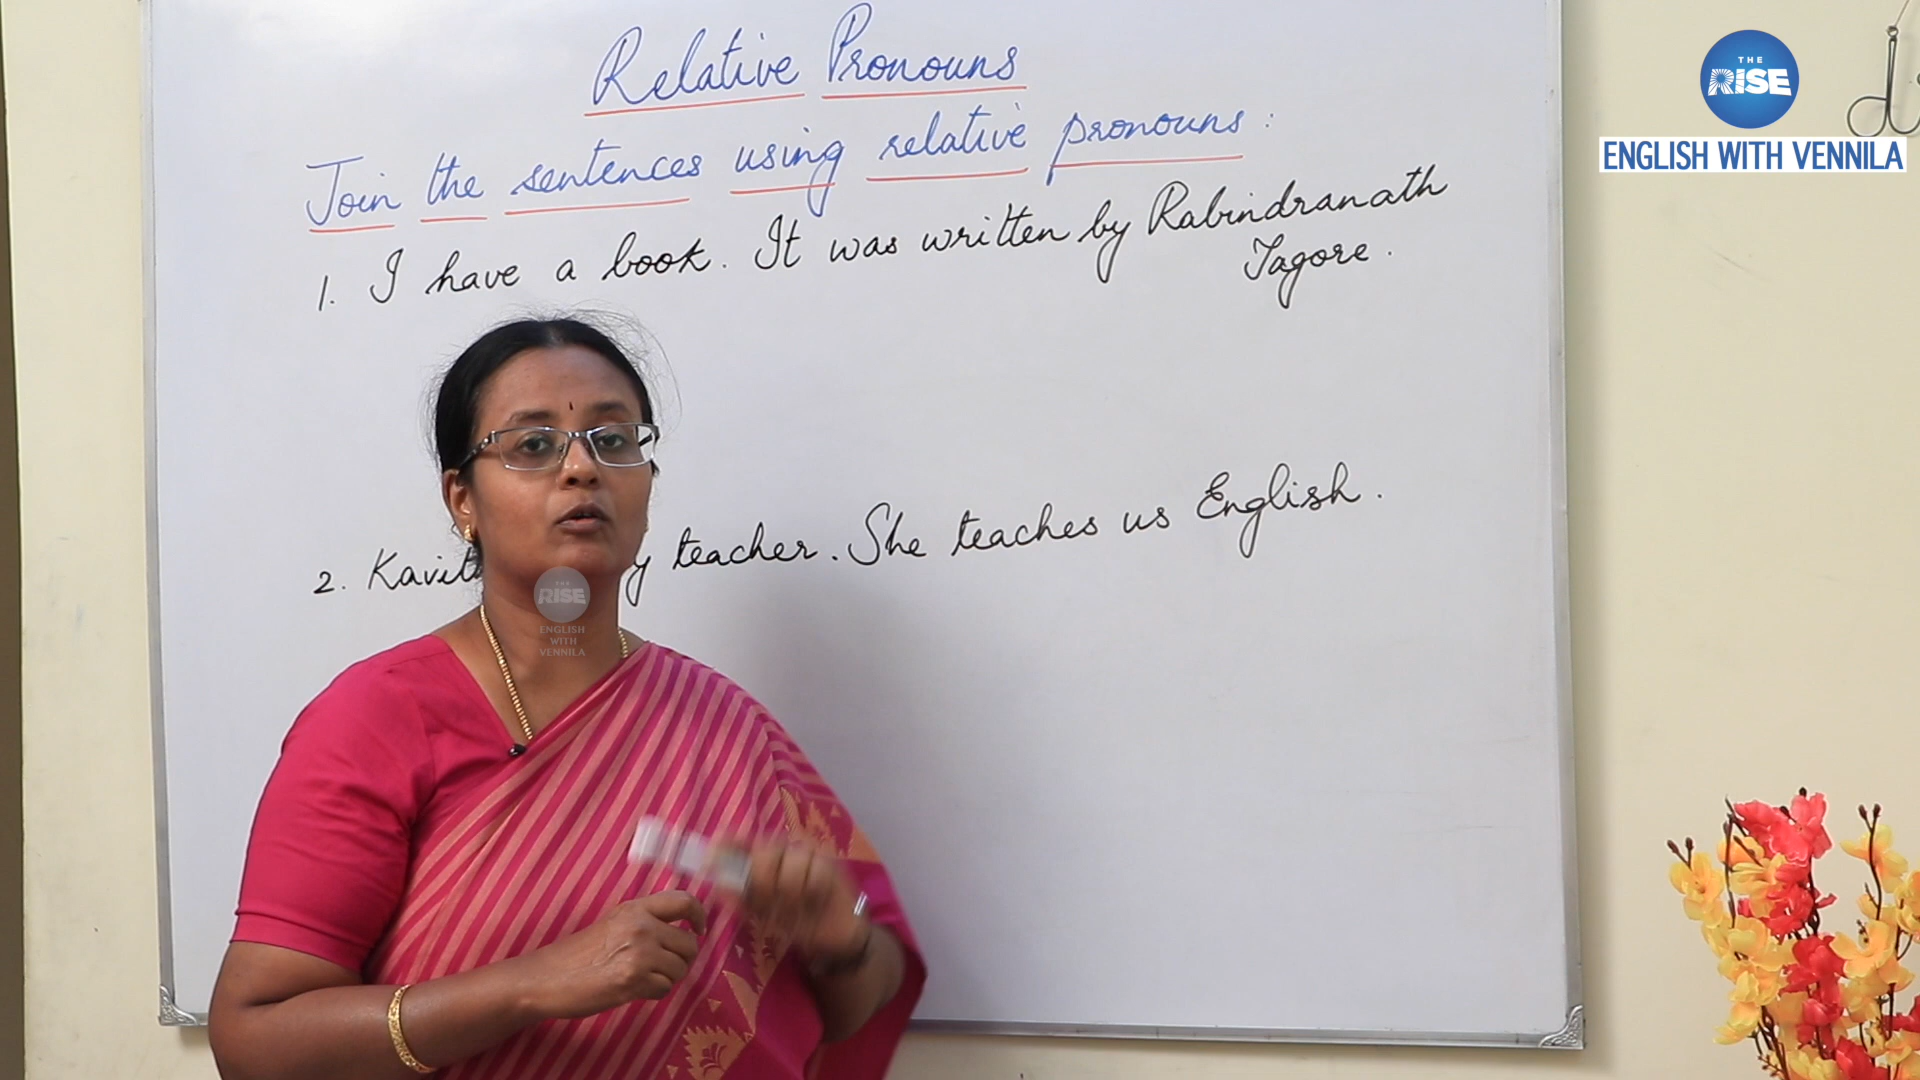 Relative Pronouns
Join the sentences using relative pronouns :
1. I have a book. It was written by Rabindranath
Tagore.
2. Kavit y teacher. She teaches us English.
THE
RISE
ENGLISH WITH VENNILA
THE
RISE
ENGLISH
WITH
VENNILA